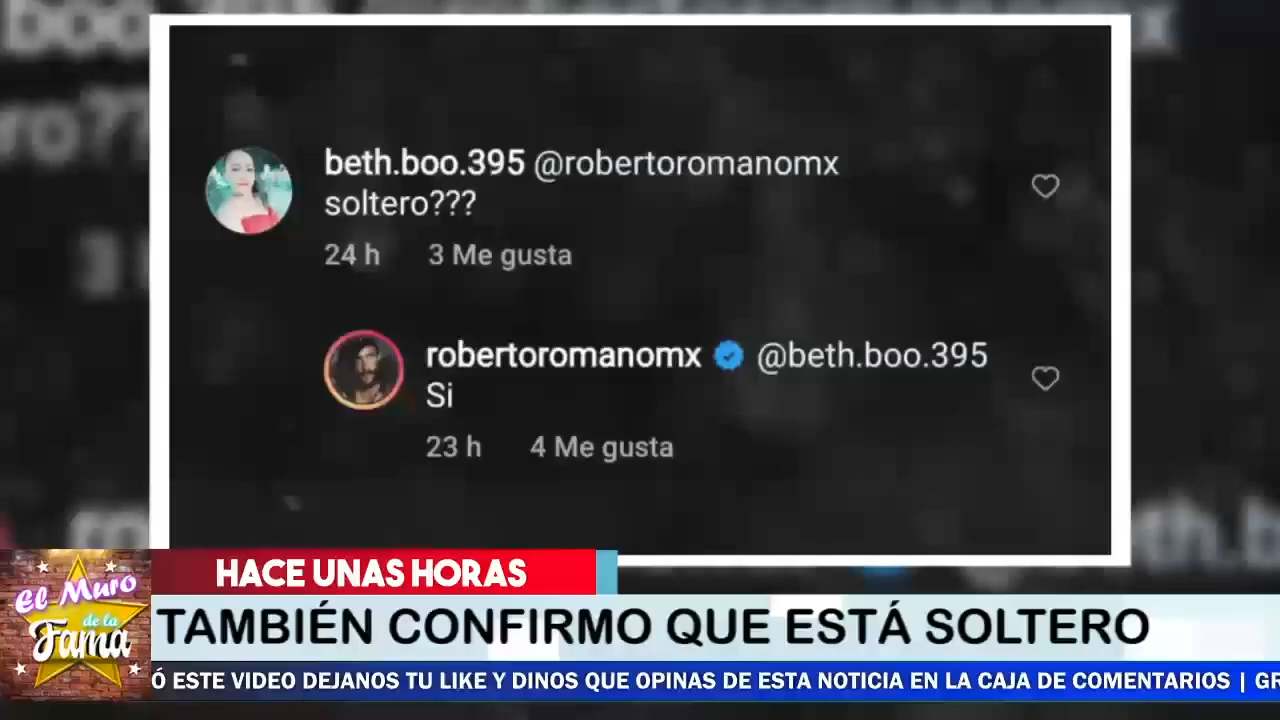 beth.boo.395 @robertoromanomx
soltero???
24 h 3 Me gusta
robertoromanomx @beth.boo.395
Si
23 h 4 Me gusta
HACE UNAS HORAS
El Muro
de la
Fama
TAMBIÉN CONFIRMO QUE ESTÁ SOLTERO
Ó ESTE VIDEO DEJANOS TU LIKE Y DINOS QUE OPINAS DE ESTA NOTICIA EN LA CAJA DE COMENTARIOS | GR